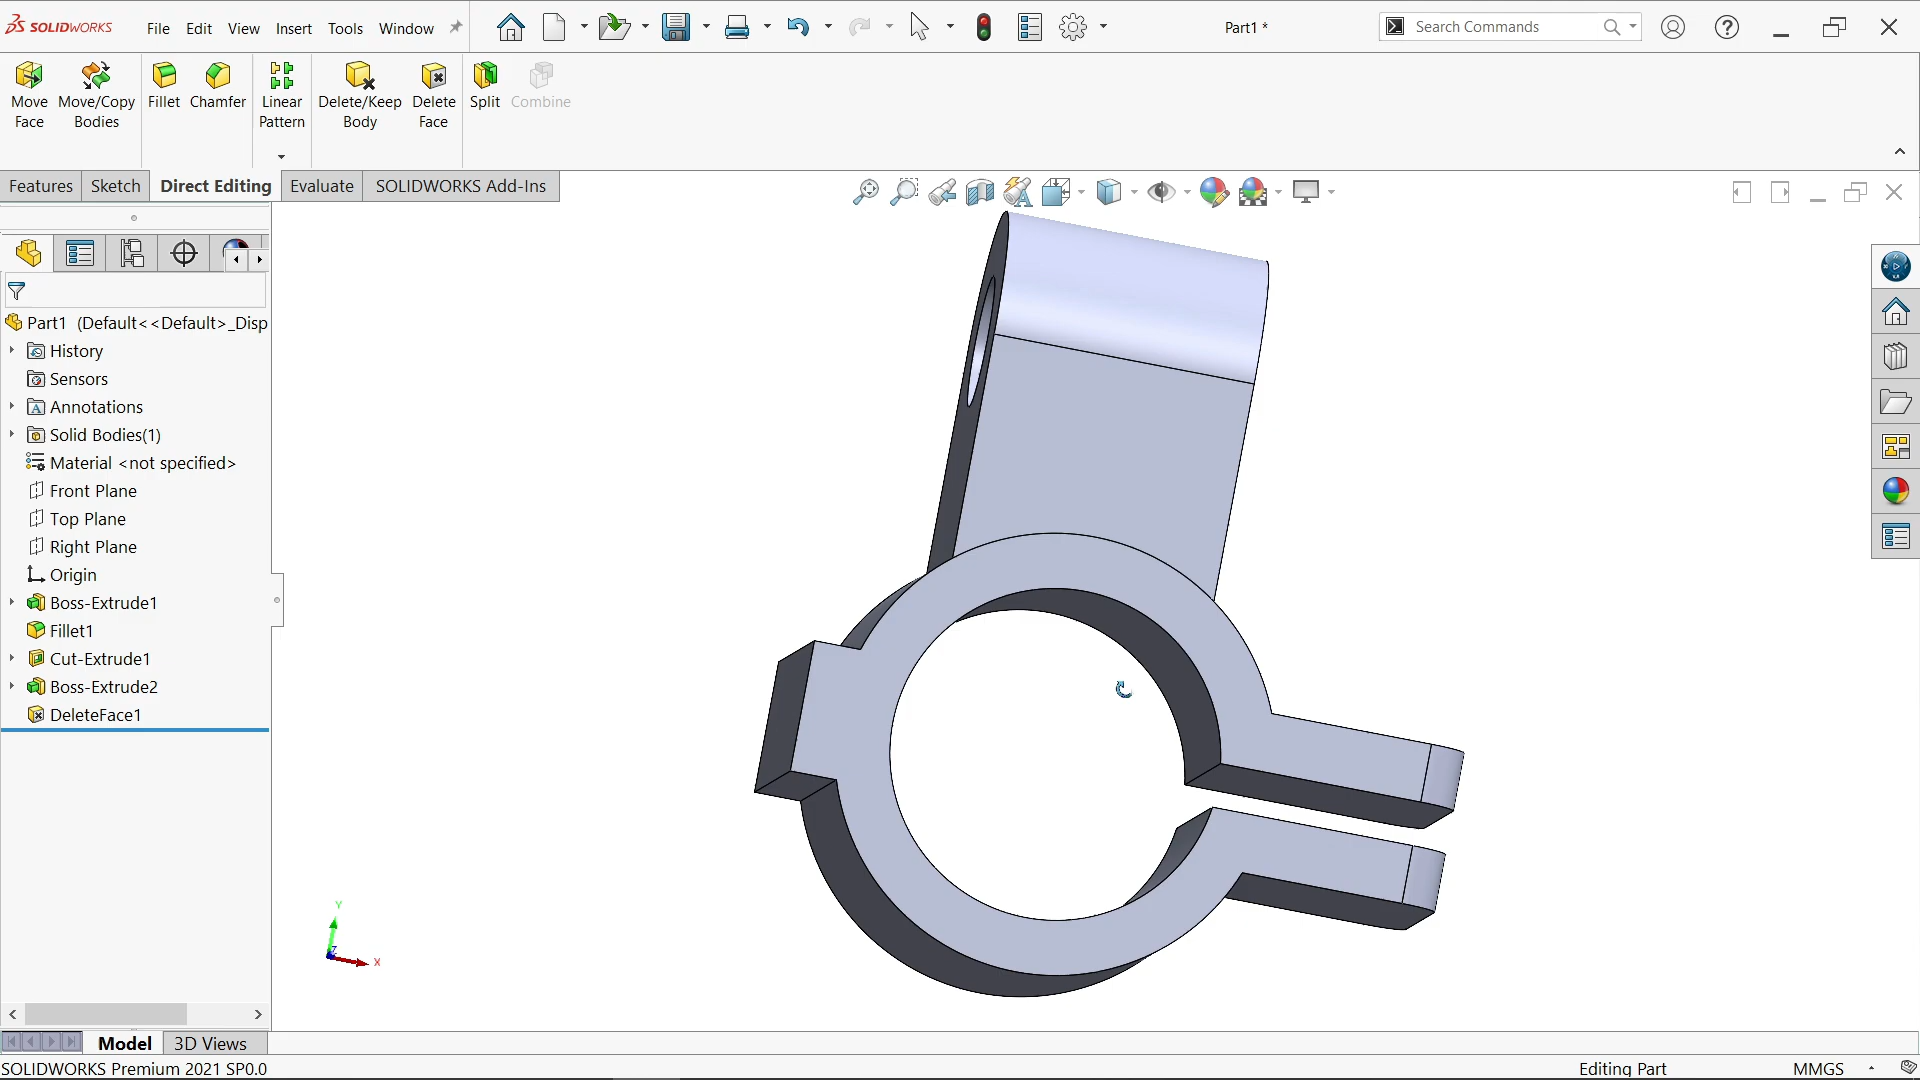 SOLIDWORKS File Edit View Insert Tools Window Part1 * Search Commands
Move Face
Move/Copy Bodies
Fillet
Chamfer
Linear Pattern
Delete/Keep Body
Delete Face
Split
Combine
Features Sketch Direct Editing Evaluate SOLIDWORKS Add-Ins
Part1 (Default<<Default>_Disp
History
Sensors
Annotations
Solid Bodies(1)
Material <not specified>
Front Plane
Top Plane
Right Plane
Origin
Boss-Extrude1
Fillet1
Cut-Extrude1
Boss-Extrude2
DeleteFace1
Y
Z
X
Model 3D Views
SOLIDWORKS Premium 2021 SP0.0 Editing Part MMGS